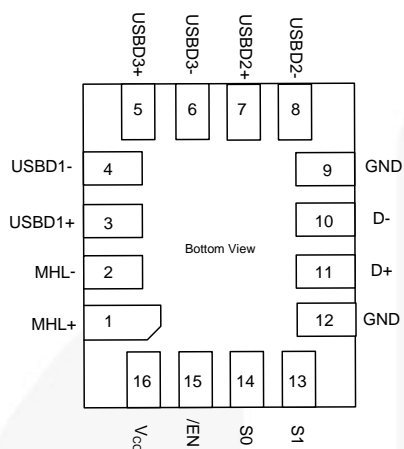 USBD3+ USBD3- USBD2+ USBD2-
5 6 7 8
USBD1- 4 9 GND
USBD1+ 3 10 D-
Bottom View
MHL- 2 11 D+
MHL+ 1 12 GND
16 15 14 13
VCC /EN S0 S1